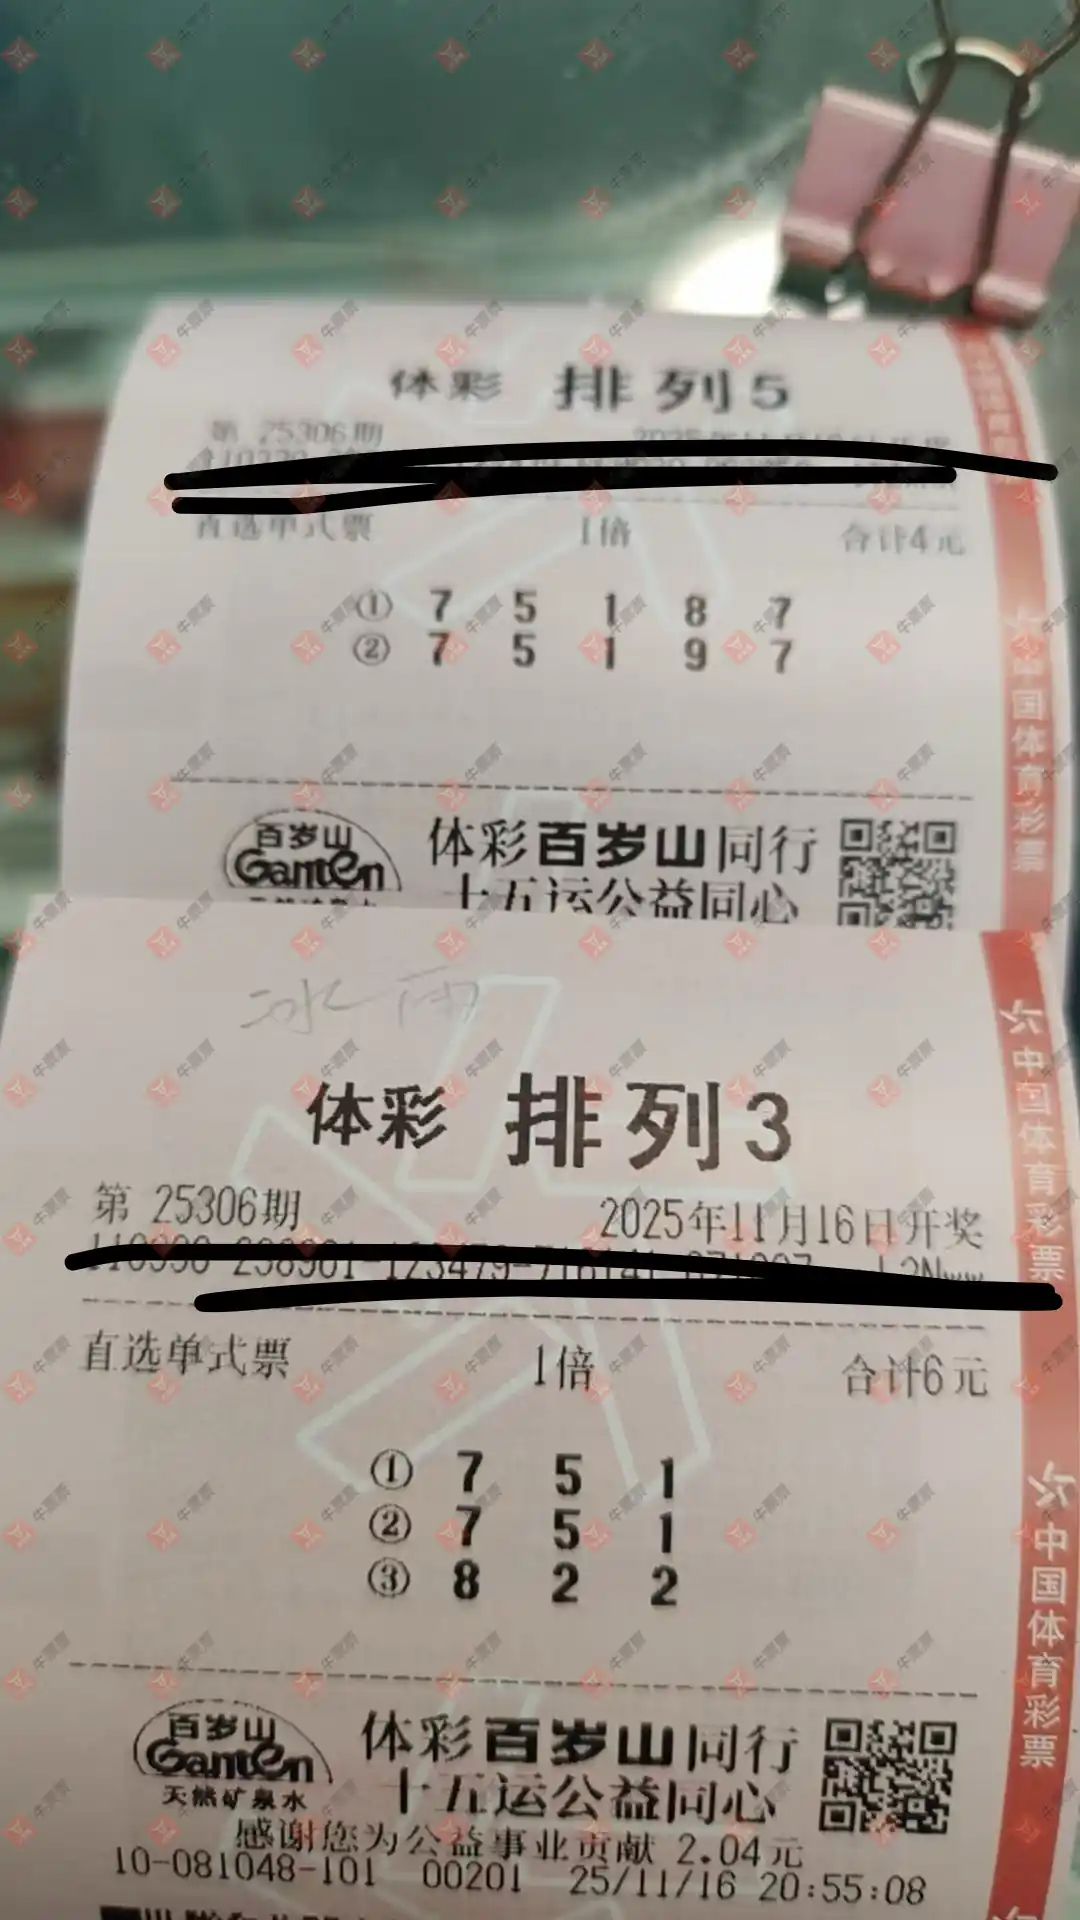 体彩 排列5
第 25306期
直选单式票 1倍 合计4元
① 7 5 1 8 7
② 7 5 1 9 7
百岁山
Ganten
体彩百岁山同行
十五运公益同心
中国体育彩票
冰雨
体彩 排列3
第 25306期 2025年11月16日开奖
直选单式票 1倍 合计6元
① 7 5 1
② 7 5 1
③ 8 2 2
中国体育彩票
中国体育彩票
百岁山
Ganten
天然矿泉水
体彩百岁山同行
十五运公益同心
感谢您为公益事业贡献 2.04元
10-081048-101 00201 25/11/16 20:55:08